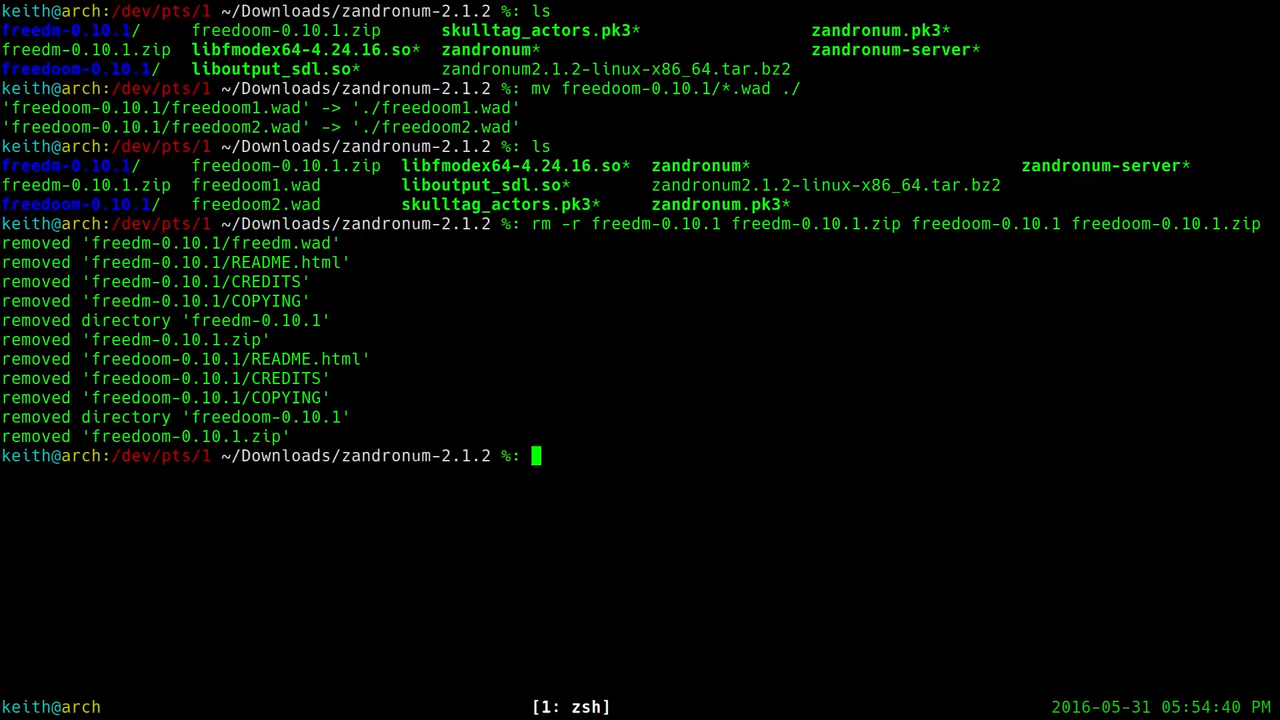 keith@arch:/dev/pts/1 ~/Downloads/zandronum-2.1.2 %: ls
freedm-0.10.1/ freedoom-0.10.1.zip skulltag_actors.pk3* zandronum.pk3*
freedm-0.10.1.zip libfmodex64-4.24.16.so* zandronum* zandronum-server*
freedoom-0.10.1/ liboutput_sdl.so* zandronum2.1.2-linux-x86_64.tar.bz2
keith@arch:/dev/pts/1 ~/Downloads/zandronum-2.1.2 %: mv freedoom-0.10.1/*.wad ./
'freedoom-0.10.1/freedoom1.wad' -> './freedoom1.wad'
'freedoom-0.10.1/freedoom2.wad' -> './freedoom2.wad'
keith@arch:/dev/pts/1 ~/Downloads/zandronum-2.1.2 %: ls
freedm-0.10.1/ freedoom-0.10.1.zip libfmodex64-4.24.16.so* zandronum* zandronum-server*
freedm-0.10.1.zip freedoom1.wad liboutput_sdl.so* zandronum2.1.2-linux-x86_64.tar.bz2
freedoom-0.10.1/ freedoom2.wad skulltag_actors.pk3* zandronum.pk3*
keith@arch:/dev/pts/1 ~/Downloads/zandronum-2.1.2 %: rm -r freedm-0.10.1 freedm-0.10.1.zip freedoom-0.10.1 freedoom-0.10.1.zip
removed 'freedm-0.10.1/freedm.wad'
removed 'freedm-0.10.1/README.html'
removed 'freedm-0.10.1/CREDITS'
removed 'freedm-0.10.1/COPYING'
removed directory 'freedm-0.10.1'
removed 'freedm-0.10.1.zip'
removed 'freedoom-0.10.1/README.html'
removed 'freedoom-0.10.1/CREDITS'
removed 'freedoom-0.10.1/COPYING'
removed directory 'freedoom-0.10.1'
removed 'freedoom-0.10.1.zip'
keith@arch:/dev/pts/1 ~/Downloads/zandronum-2.1.2 %:
keith@arch [1: zsh] 2016-05-31 05:54:40 PM